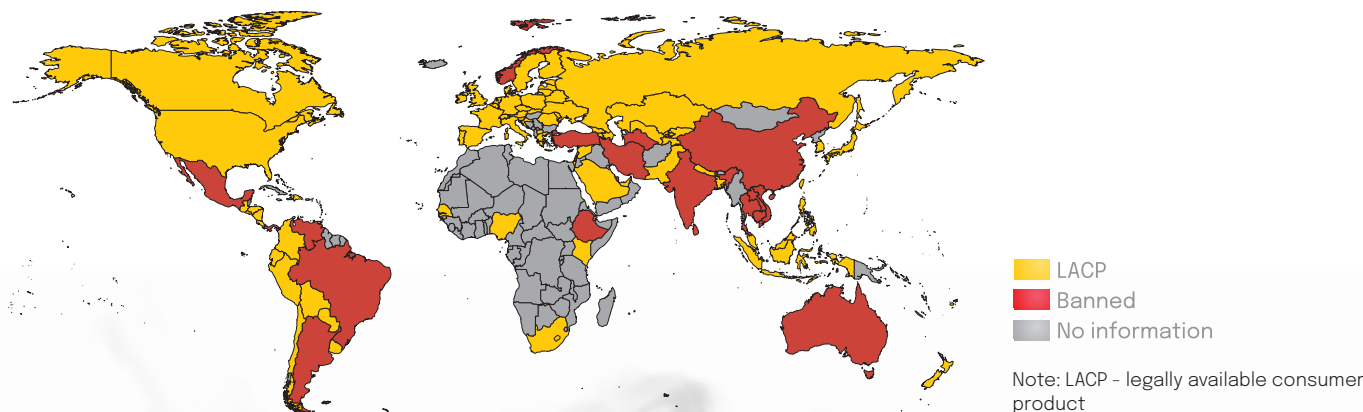 LACP
Banned
No information
Note: LACP - legally available consumer
product